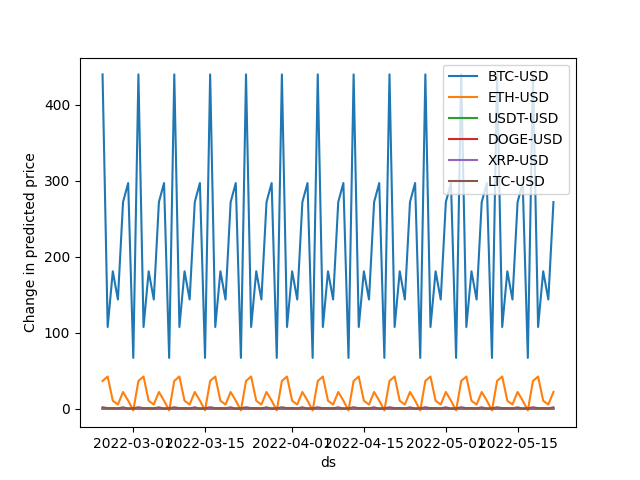 Change in predicted price
400
300
200
100
0
BTC-USD
ETH-USD
USDT-USD
DOGE-USD
XRP-USD
LTC-USD
2022-03-01
2022-03-15
2022-04-01
2022-04-15
2022-05-01
2022-05-15
ds